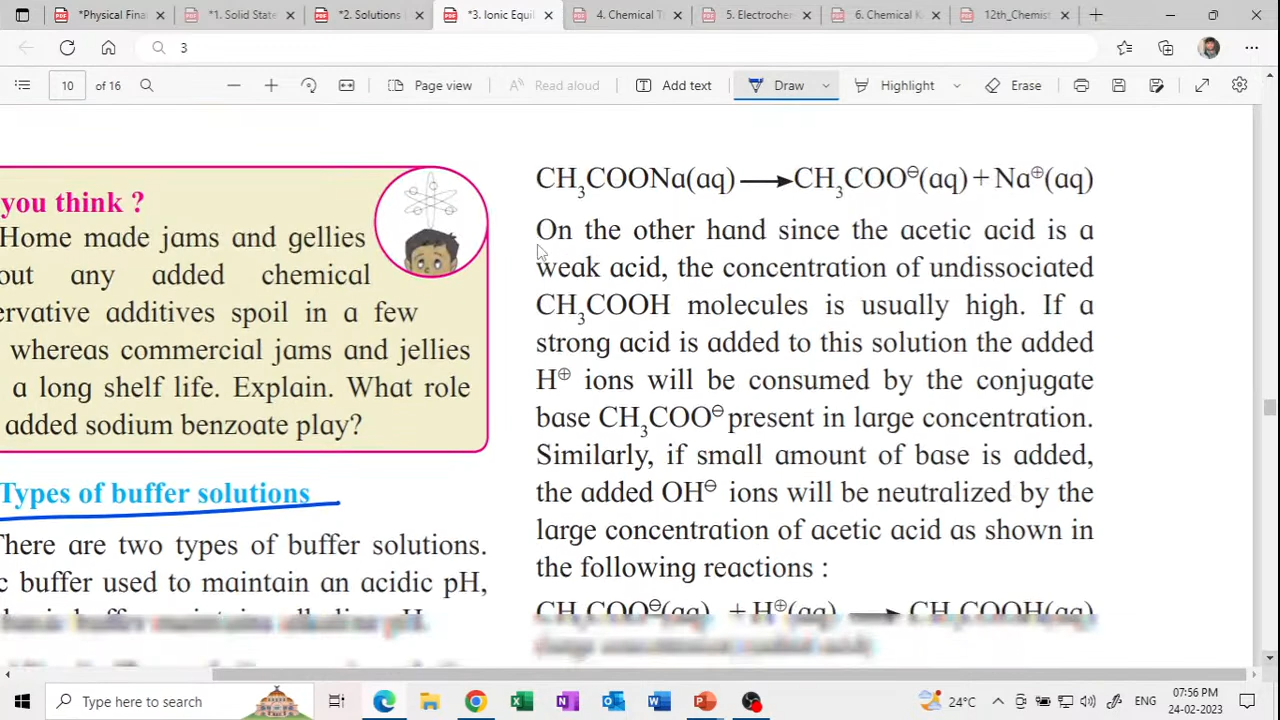 *Physical Fina
*1. Solid State
*2. Solutions
*3. Ionic Equil
4. Chemical T
5. Electrocher
6. Chemical K
12th_Chemist
3
10 of 16
Page view
Read aloud
Add text
Draw
Highlight
Erase
you think ?
Home made jams and gellies
out any added chemical
ervative additives spoil in a few
whereas commercial jams and jellies
a long shelf life. Explain. What role
added sodium benzoate play?
Types of buffer solutions
There are two types of buffer solutions.
c buffer used to maintain an acidic pH,
CH₃COONa(aq) ⟶ CH₃COO⊖(aq) + Na⊕(aq)
On the other hand since the acetic acid is a
weak acid, the concentration of undissociated
CH₃COOH molecules is usually high. If a
strong acid is added to this solution the added
H⊕ ions will be consumed by the conjugate
base CH₃COO⊖ present in large concentration.
Similarly, if small amount of base is added,
the added OH⊖ ions will be neutralized by the
large concentration of acetic acid as shown in
the following reactions :
CH₃COO⊖(aq) + H⊕(aq) ⟶ CH₃COOH(aq)
Type here to search
24°C
ENG
07:56 PM
24-02-2023